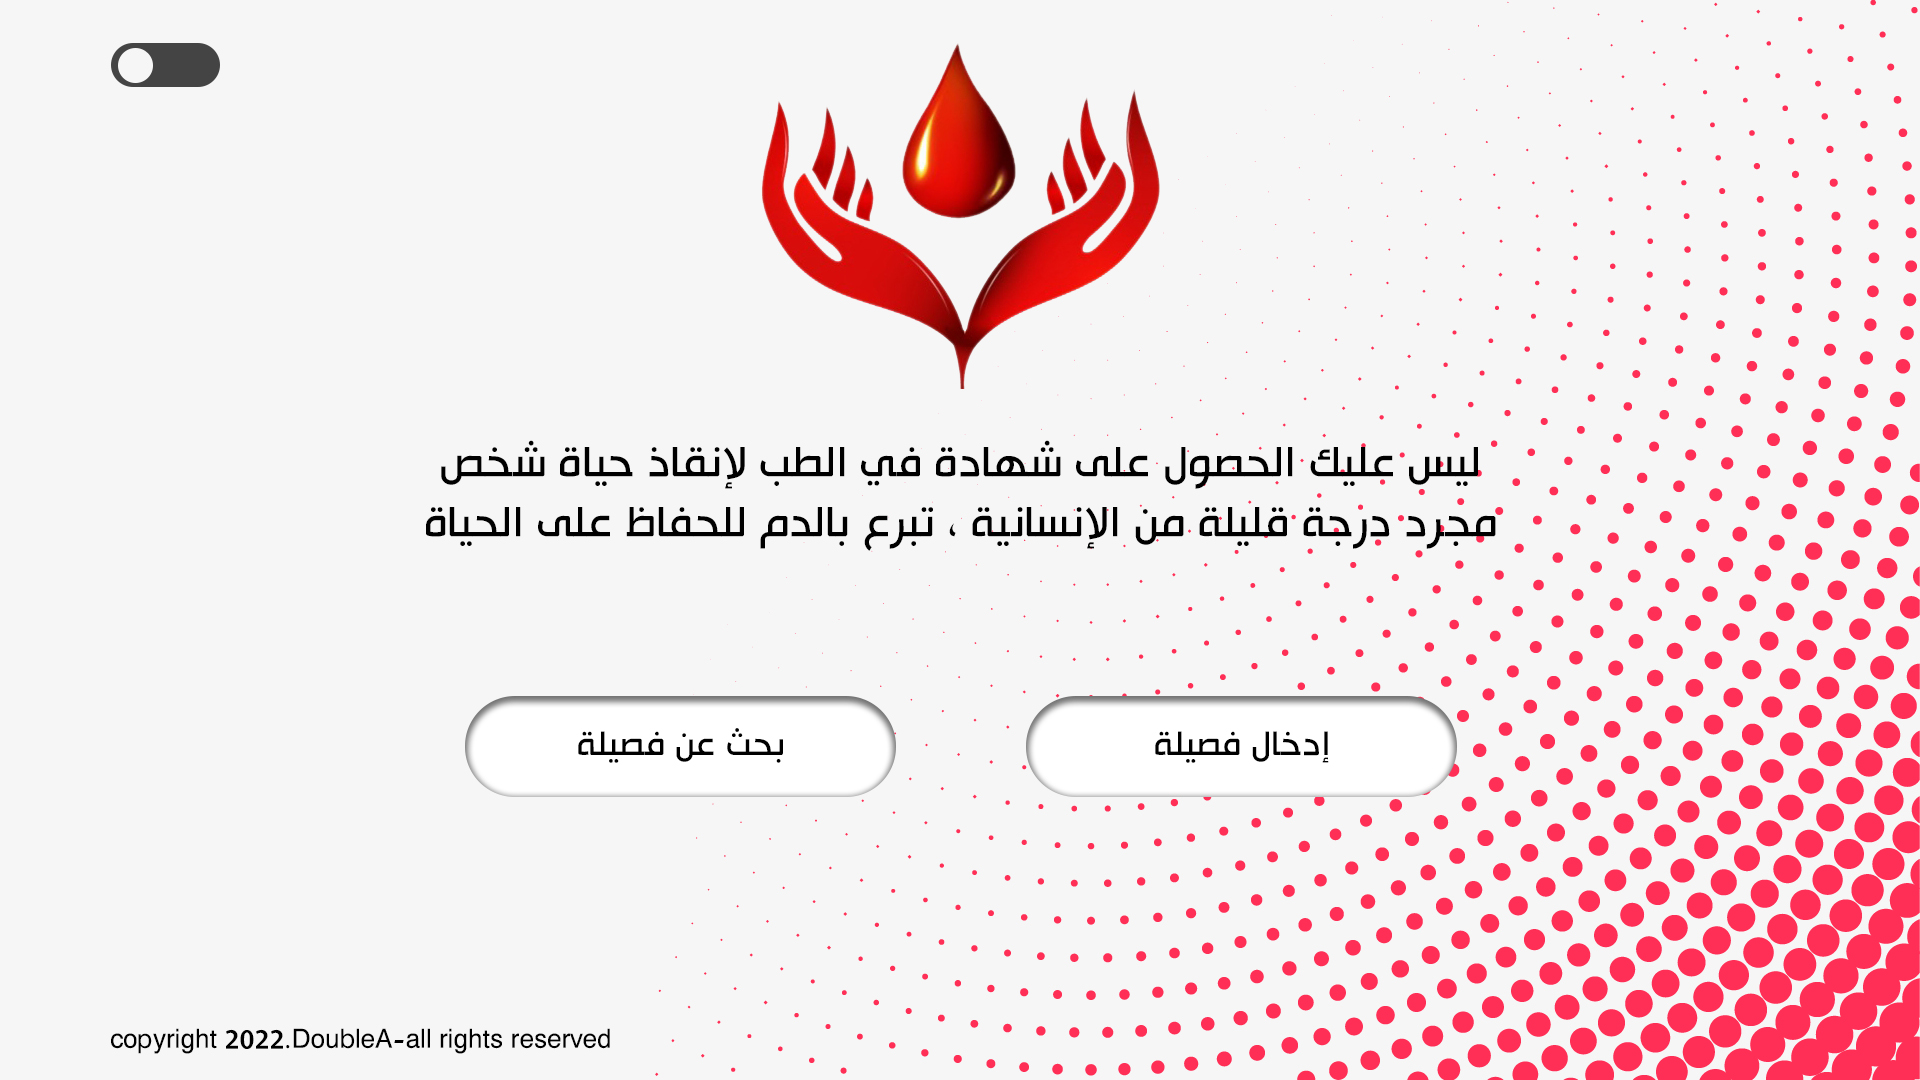 ليس عليك الحصول على شهادة في الطب لإنقاذ حياة شخص
مجرد درجة قليلة من الإنسانية ، تبرع بالدم للحفاظ على الحياة
إدخال فصيلة
بحث عن فصيلة
copyright 2022.DoubleA-all rights reserved